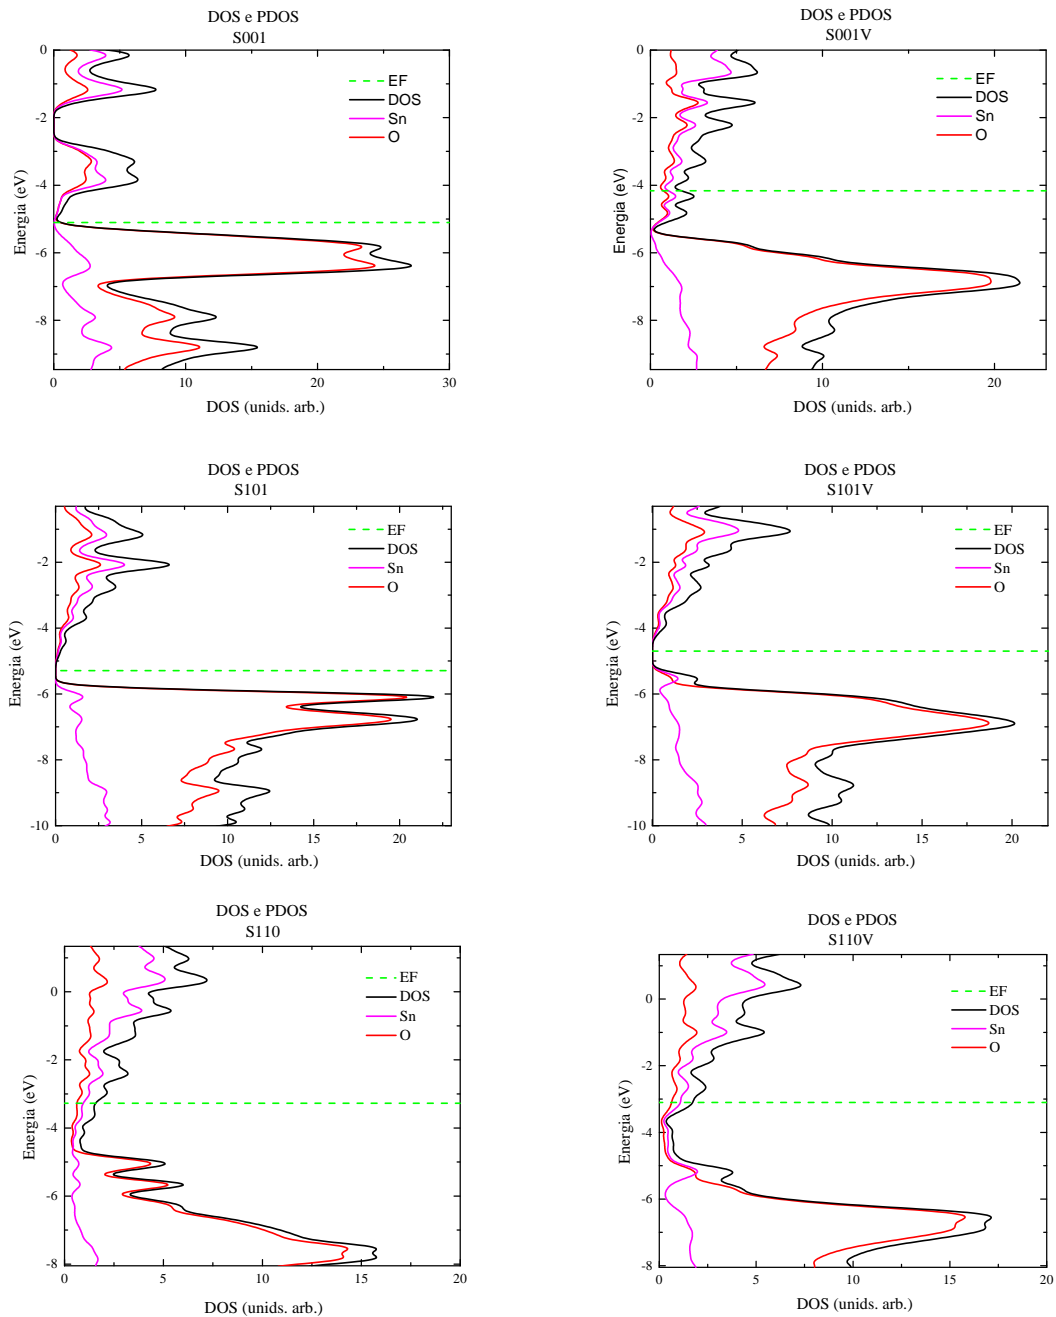 DOS e PDOS
S001
0
-2
-4
-6
-8
0
10
20
30
Energia (eV)
DOS (unids. arb.)
EF
DOS
Sn
O
DOS e PDOS
S001V
0
-2
-4
-6
-8
0
10
20
Energia (eV)
DOS (unids. arb.)
EF
DOS
Sn
O
DOS e PDOS
S101
-2
-4
-6
-8
-10
0
5
10
15
20
Energia (eV)
DOS (unids. arb.)
EF
DOS
Sn
O
DOS e PDOS
S101V
-2
-4
-6
-8
-10
0
5
10
15
20
Energia (eV)
DOS (unids. arb.)
EF
DOS
Sn
O
DOS e PDOS
S110
0
-2
-4
-6
-8
0
5
10
15
20
Energia (eV)
DOS (unids. arb.)
EF
DOS
Sn
O
DOS e PDOS
S110V
0
-2
-4
-6
-8
0
5
10
15
20
Energia (eV)
DOS (unids. arb.)
EF
DOS
Sn
O